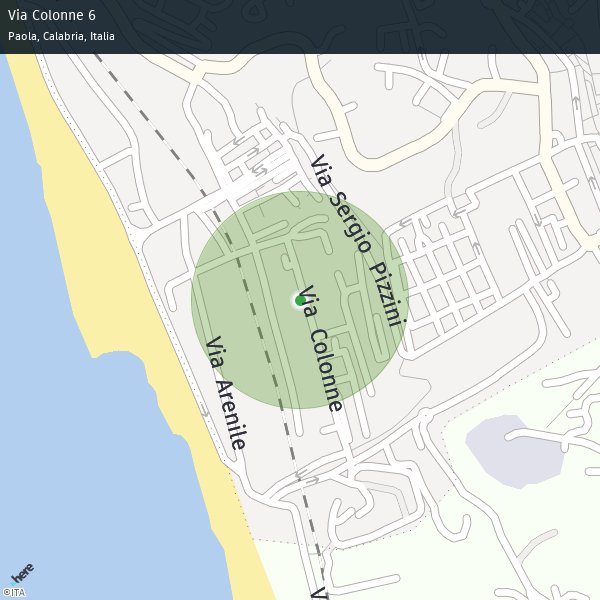 Via Colonne 6
Paola, Calabria, Italia
Via Sergio Pizzini
Via Colonne
Via Arenile
V
here
©ITA